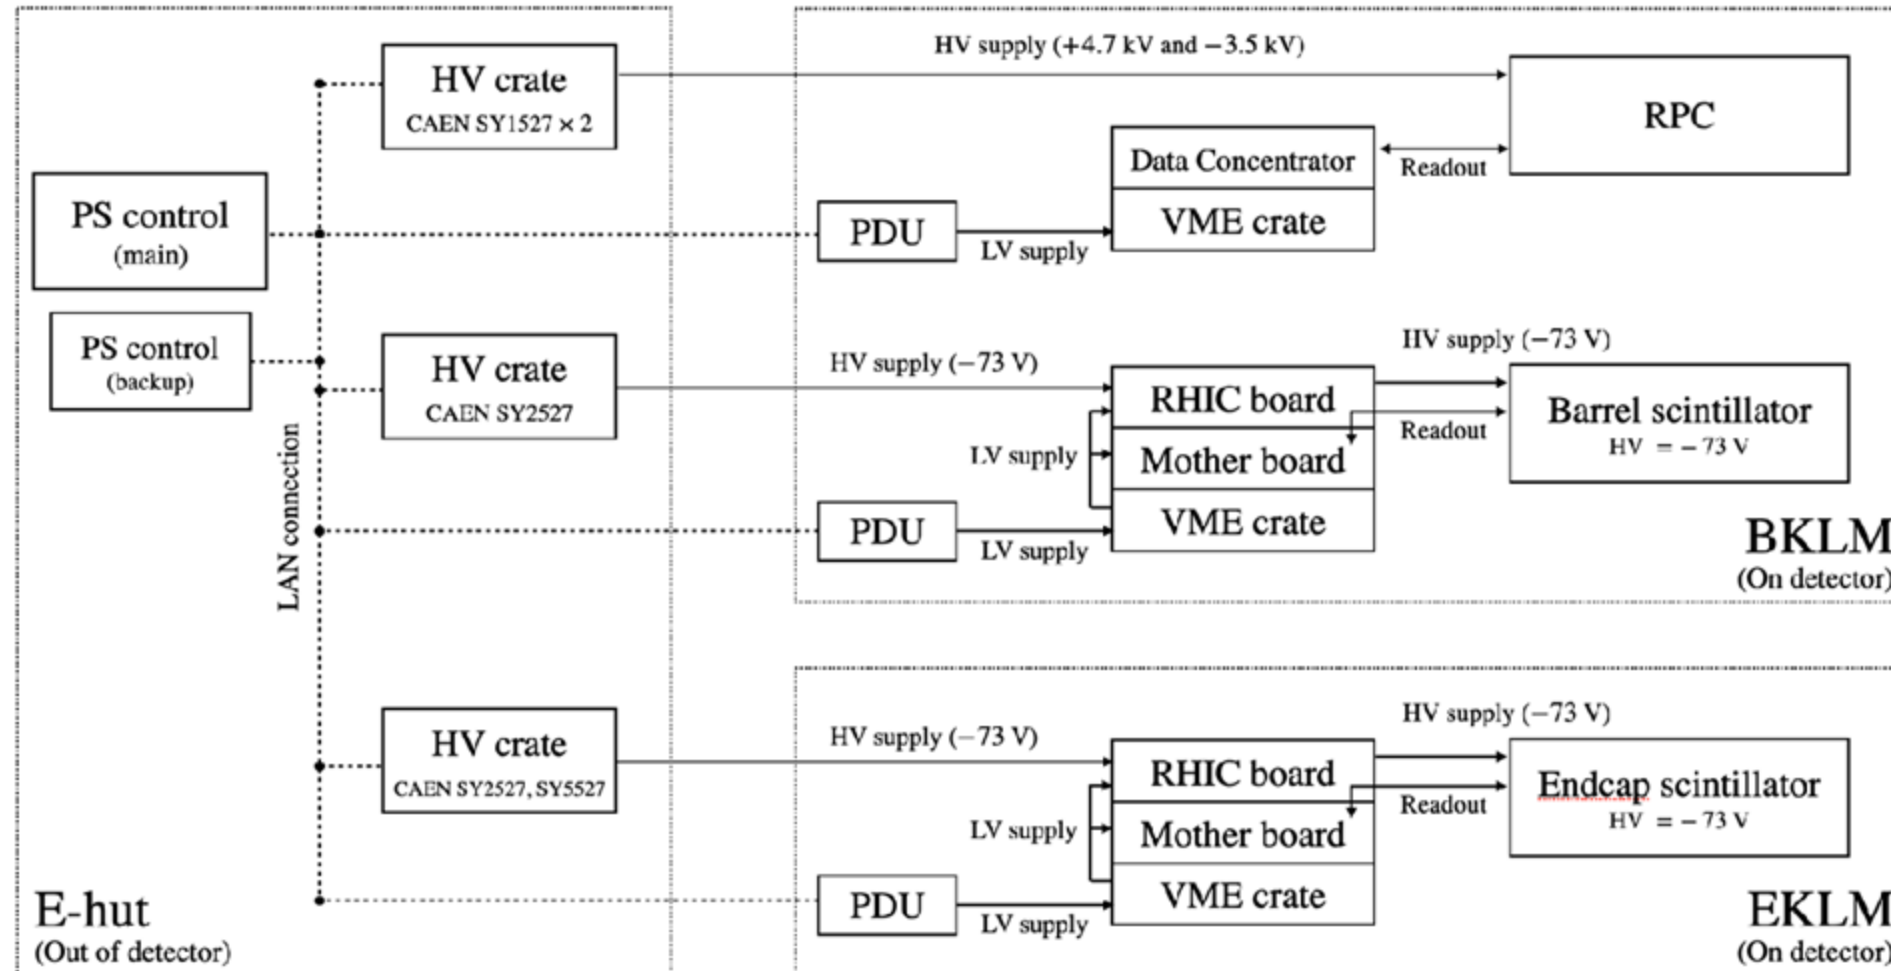 HV supply (+4.7 kV and −3.5 kV)
HV crate
CAEN SY1527 × 2
RPC
Data Concentrator
Readout
PS control
(main)
PDU
VME crate
LV supply
PS control
(backup)
HV crate
CAEN SY2527
HV supply (−73 V)
HV supply (−73 V)
RHIC board
Barrel scintillator
HV = − 73 V
Readout
LV supply
Mother board
LAN connection
PDU
VME crate
LV supply
BKLM
(On detector)
HV crate
CAEN SY2527, SY5527
HV supply (−73 V)
HV supply (−73 V)
RHIC board
Endcap scintillator
HV = − 73 V
Readout
LV supply
Mother board
PDU
VME crate
LV supply
E-hut
(Out of detector)
EKLM
(On detector)